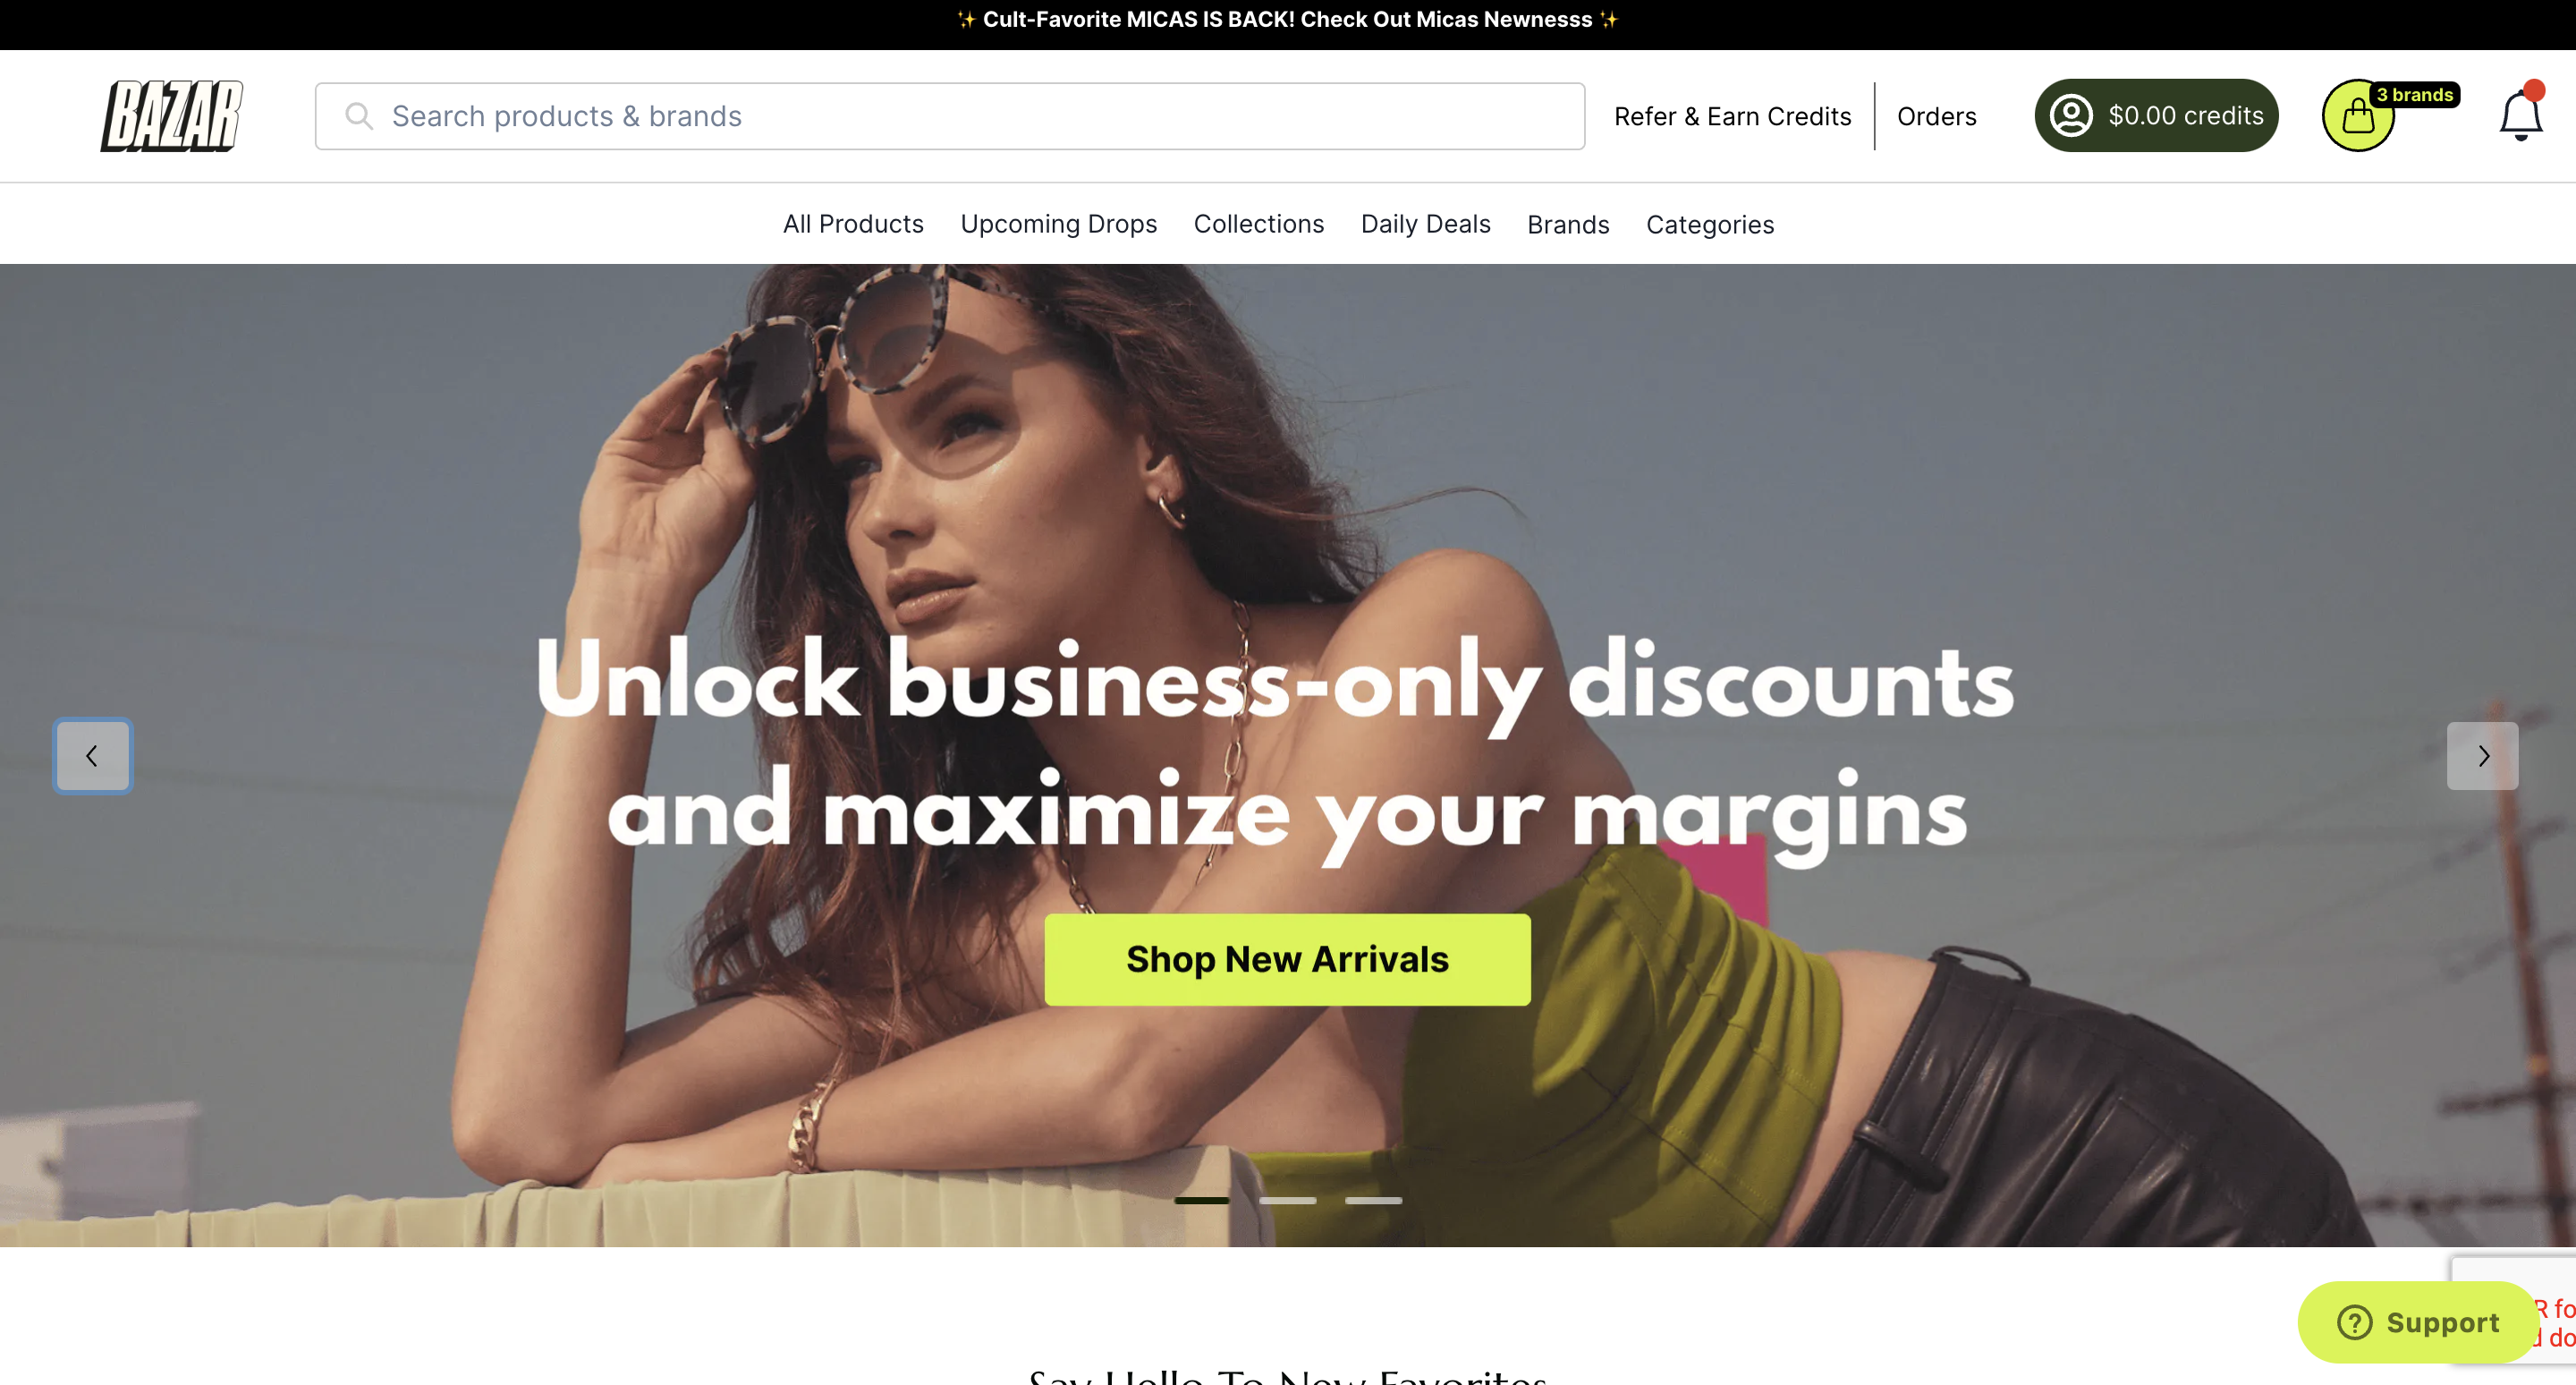 ✨ Cult-Favorite MICAS IS BACK! Check Out Micas Newnesss ✨
BAZAR
Search products & brands
Refer & Earn Credits
Orders
$0.00 credits
3 brands
All Products
Upcoming Drops
Collections
Daily Deals
Brands
Categories
Unlock business-only discounts
and maximize your margins
Shop New Arrivals
Support
Say Hello To New Favorites